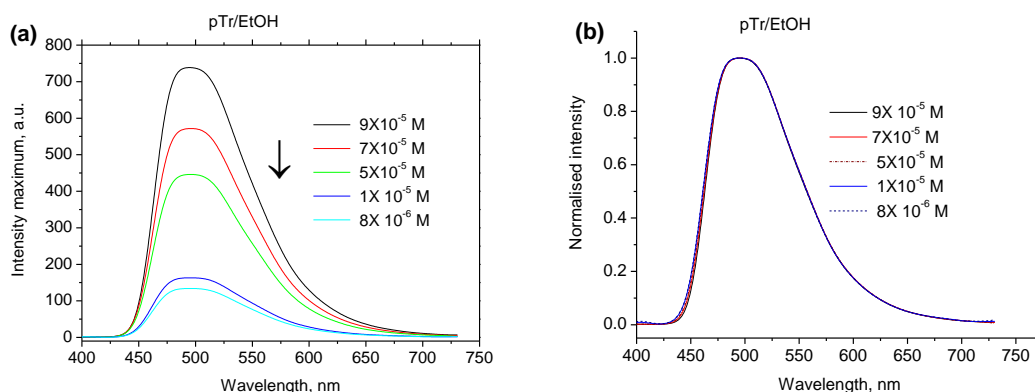 pTr/EtOH
(a)
800
700
600
500
400
300
200
100
0
400 450 500 550 600 650 700 750
Intensity maximum, a.u.
Wavelength, nm
9X10⁻⁵ M
7X10⁻⁵ M
5X10⁻⁵ M
1X 10⁻⁵ M
8X 10⁻⁶ M
pTr/EtOH
(b)
1.0
0.8
0.6
0.4
0.2
0.0
400 450 500 550 600 650 700 750
Normalised intensity
Wavelength, nm
9X 10⁻⁵ M
7X10⁻⁵ M
5X10⁻⁵ M
1X10⁻⁵ M
8X 10⁻⁶ M